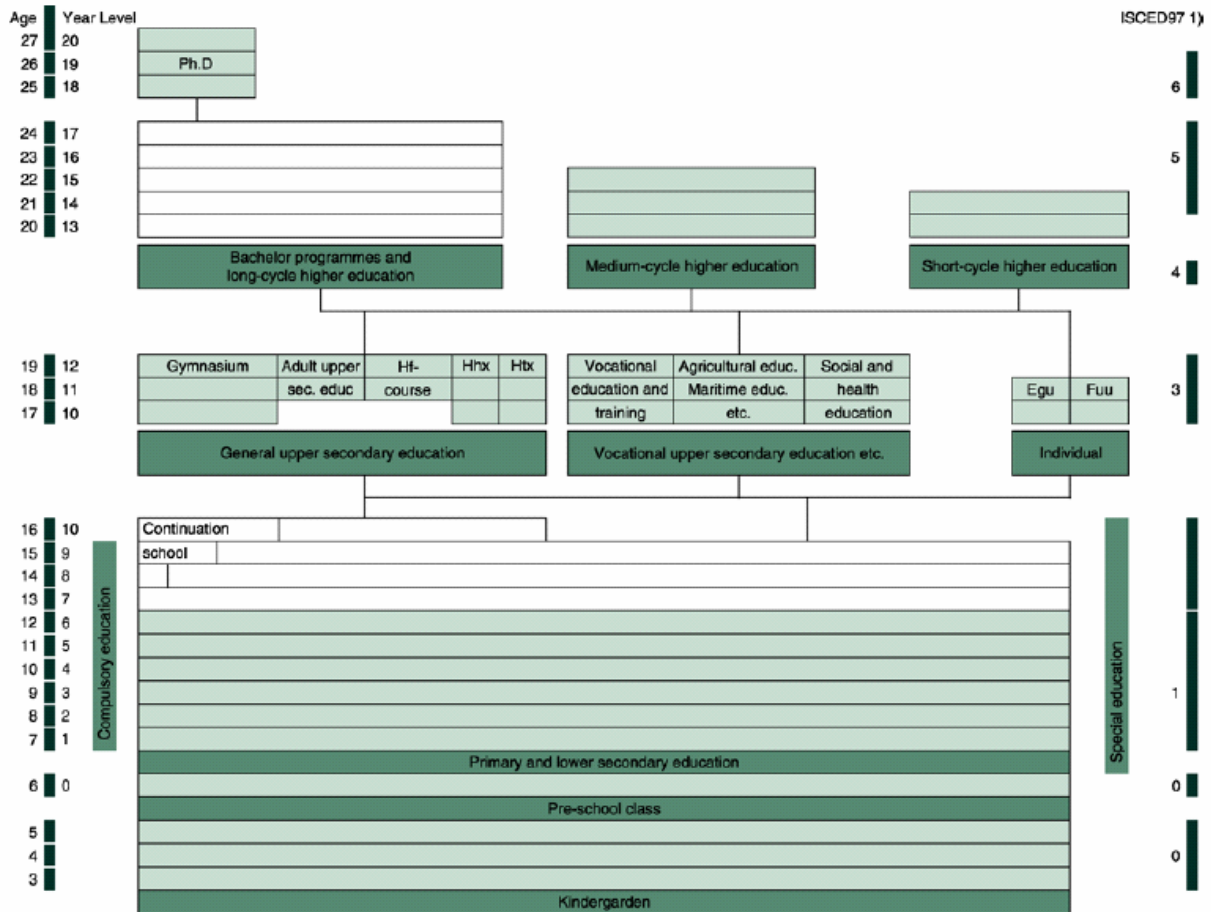 Age Year Level ISCED97 1)
27 20
26 19 Ph.D
25 18 6
24 17
23 16 5
22 15
21 14
20 13
Bachelor programmes and
long-cycle higher education
Medium-cycle higher education
Short-cycle higher education
4
19 12 Gymnasium Adult upper Hf- Hhx Htx Vocational Agricultural educ. Social and
18 11 sec. educ course education and Maritime educ. health Egu Fuu 3
17 10 training etc. education
General upper secondary education
Vocational upper secondary education etc.
Individual
16 10 Continuation
15 9 school
14 8
13 7
12 6
11 5
10 4
9 3 1
8 2
7 1
Compulsory education
Special education
Primary and lower secondary education
6 0 0
Pre-school class
5
4 0
3
Kindergarden